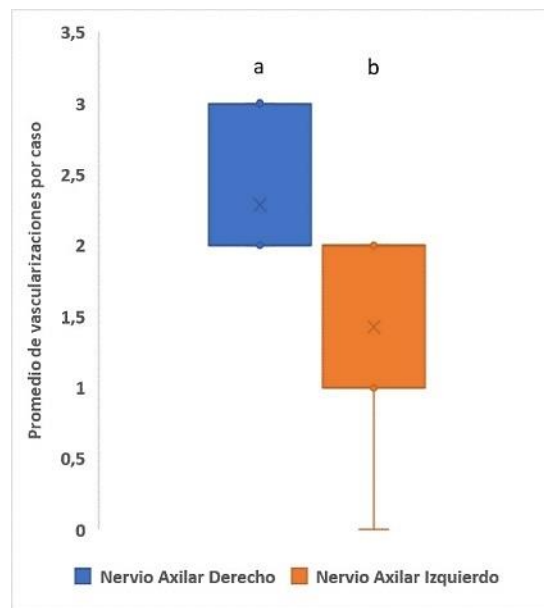 3,5
a b
3
2,5
2
1,5
1
0,5
0
Promedio de vascularizaciones por caso
Nervio Axilar Derecho Nervio Axilar Izquierdo